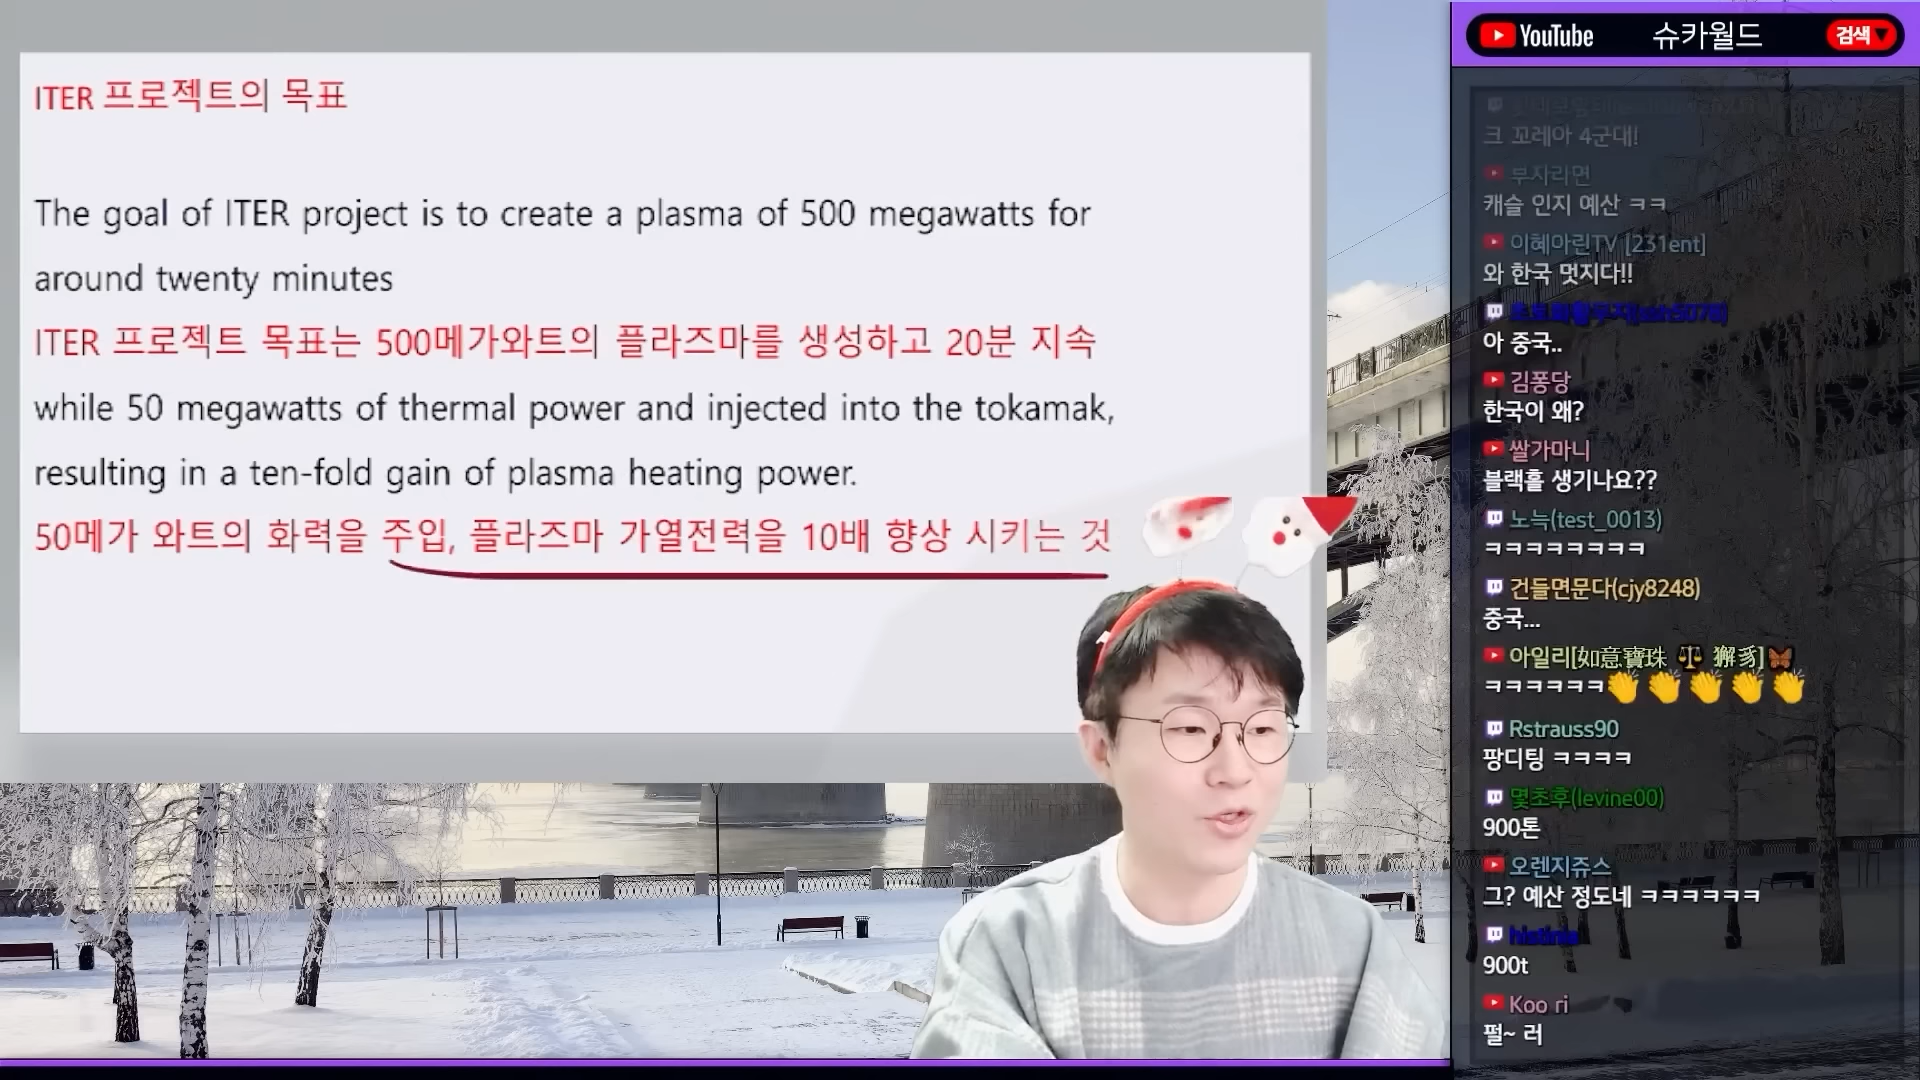 ITER 프로젝트의 목표
The goal of ITER project is to create a plasma of 500 megawatts for
around twenty minutes
ITER 프로젝트 목표는 500메가와트의 플라즈마를 생성하고 20분 지속
while 50 megawatts of thermal power and injected into the tokamak,
resulting in a ten-fold gain of plasma heating power.
50메가 와트의 화력을 주입, 플라즈마 가열전력을 10배 향상 시키는 것
YouTube 슈카월드 검색
크 꼬레아 4군대!
부자라면
캐슬 인지 예산 ㅋㅋ
이혜아린TV [231ent]
와 한국 멋지다!!
아 중국..
김퐁당
한국이 왜?
쌀가마니
블랙홀 생기나요??
노늑(test_0013)
ㅋㅋㅋㅋㅋㅋㅋㅋ
건들면문다(cjy8248)
중국...
아일리[如意寶珠 ⚖ 獬豸]🦋
ㅋㅋㅋㅋㅋㅋ👏👏👏👏👏
Rstrauss90
팡디팅 ㅋㅋㅋㅋ
몇초후(levine00)
900톤
오렌지쥬스
그? 예산 정도네 ㅋㅋㅋㅋㅋㅋ
histinia
900t
Koo ri
펄~ 러